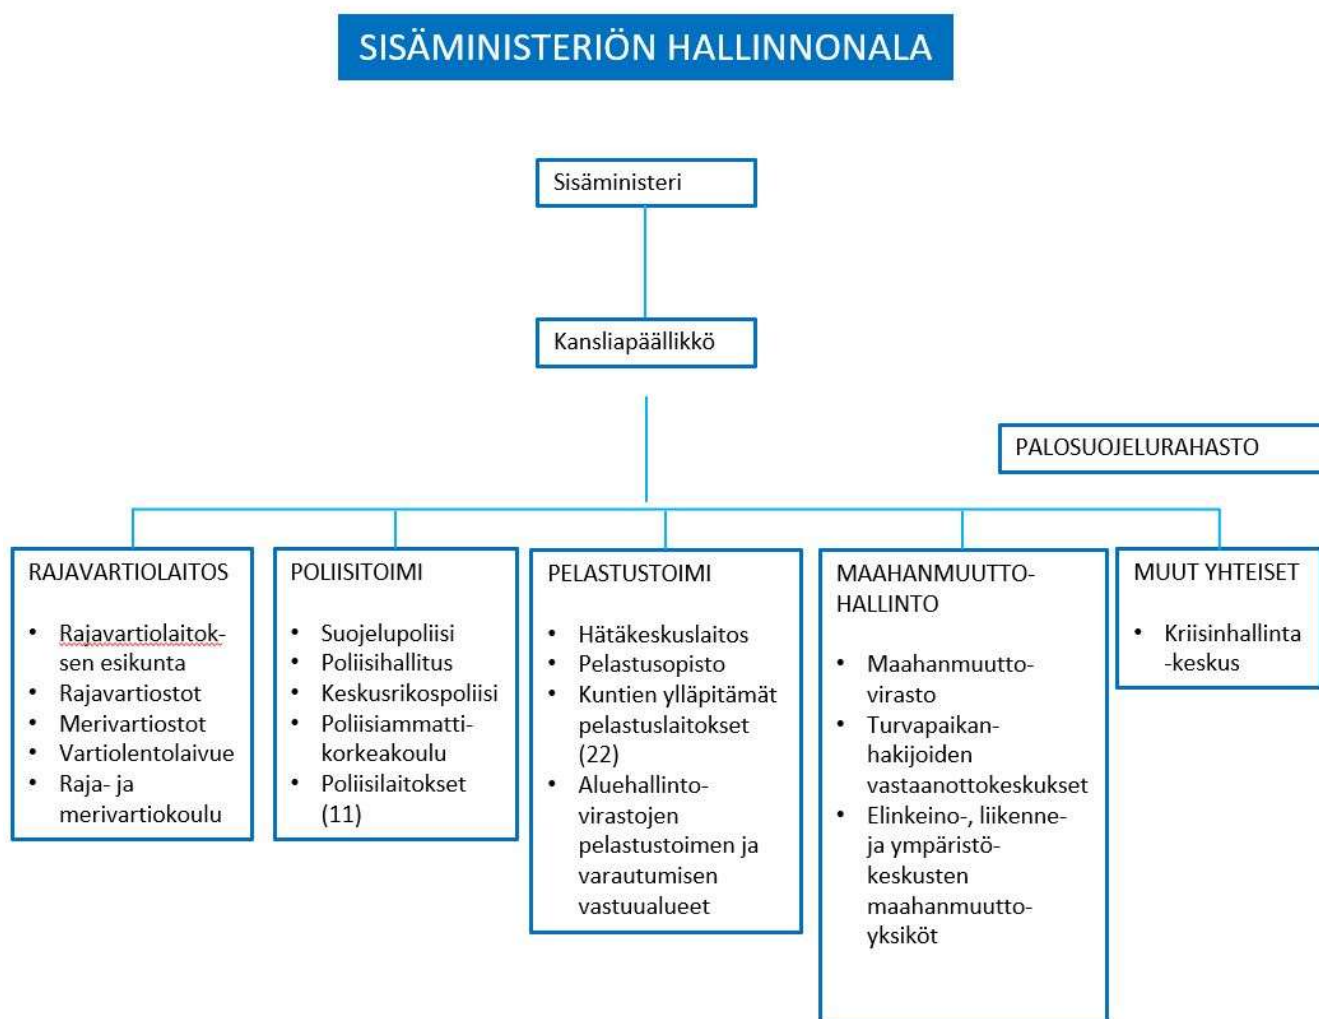 SISÄMINISTERIÖN HALLINNONALA
Sisäministeri
Kansliapäällikkö
PALOSUOJELURAHASTO
RAJAVARTIOLAITOS
• Rajavartiolaitok-
sen esikunta
• Rajavartiostot
• Merivartiostot
• Vartiolentolaivue
• Raja- ja
merivartiokoulu
POLIISITOIMI
• Suojelupoliisi
• Poliisihallitus
• Keskusrikospoliisi
• Poliisiammatti-
korkeakoulu
• Poliisilaitokset
(11)
PELASTUSTOIMI
• Hätäkeskuslaitos
• Pelastusopisto
• Kuntien ylläpitämät
pelastuslaitokset
(22)
• Aluehallinto-
virastojen
pelastustoimen ja
varautumisen
vastuualueet
MAAHANMUUTTO-
HALLINTO
• Maahanmuutto-
virasto
• Turvapaikan-
hakijoiden
vastaanottokeskukset
• Elinkeino-, liikenne-
ja ympäristö-
keskusten
maahanmuutto-
yksiköt
MUUT YHTEISET
• Kriisinhallinta
-keskus